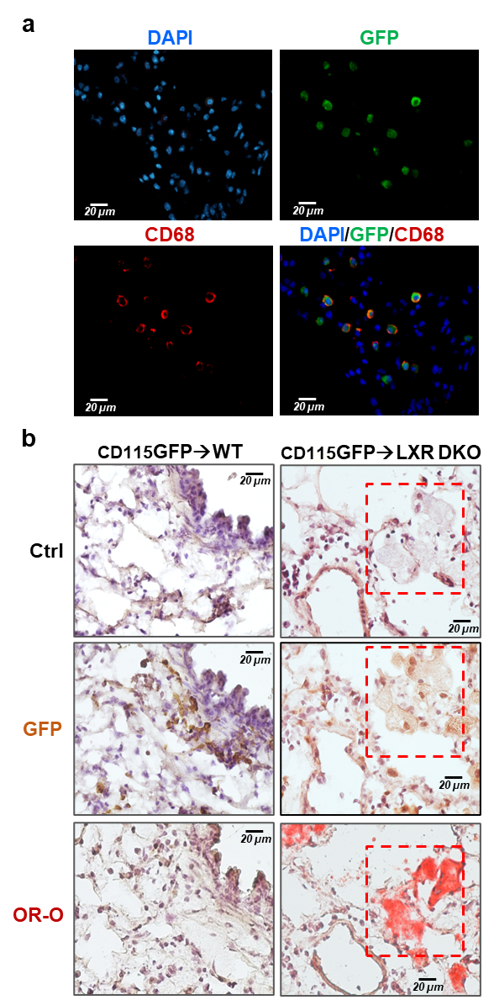 a
DAPI GFP
20 µm 20 µm
CD68 DAPI/GFP/CD68
20 µm 20 µm
b
CD115GFP→WT CD115GFP→LXR DKO
Ctrl
20 µm 20 µm
GFP
20 µm 20 µm
OR-O
20 µm 20 µm